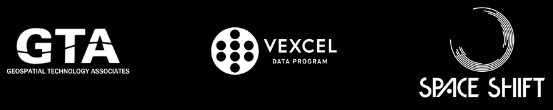 GTA
GEOSPATIAL TECHNOLOGY ASSOCIATES
VEXCEL
DATA PROGRAM
SPACE SHIFT